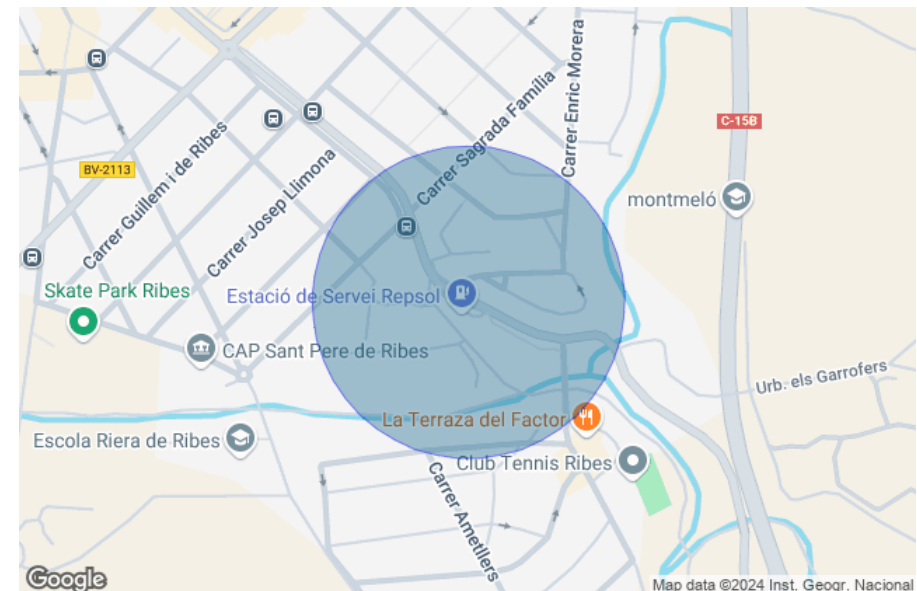 Carrer Enric Morera
Carrer Sagrada Família
C-15B
BV-2113
Carrer Guillem i de Ribes
Carrer Josep Llimona
montmeló
Skate Park Ribes
Estació de Servei Repsol
CAP Sant Pere de Ribes
Urb. els Garrofers
La Terraza del Factor
Escola Riera de Ribes
Club Tennis Ribes
Carrer Ametllers
Google
Map data ©2024 Inst. Geogr. Nacional